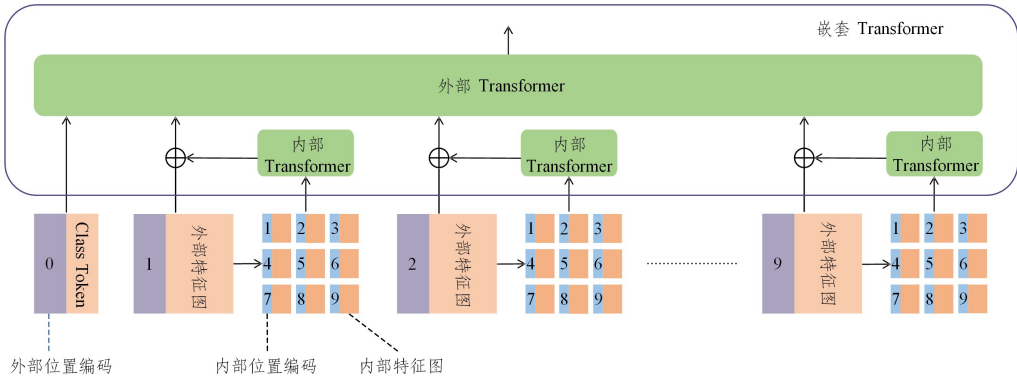 嵌套 Transformer
外部 Transformer
内部
Transformer
内部
Transformer
内部
Transformer
0
Class Token
1
外部特征图
1 2 3
4 5 6
7 8 9
2
外部特征图
1 2 3
4 5 6
7 8 9
9
外部特征图
1 2 3
4 5 6
7 8 9
外部位置编码
内部位置编码
内部特征图